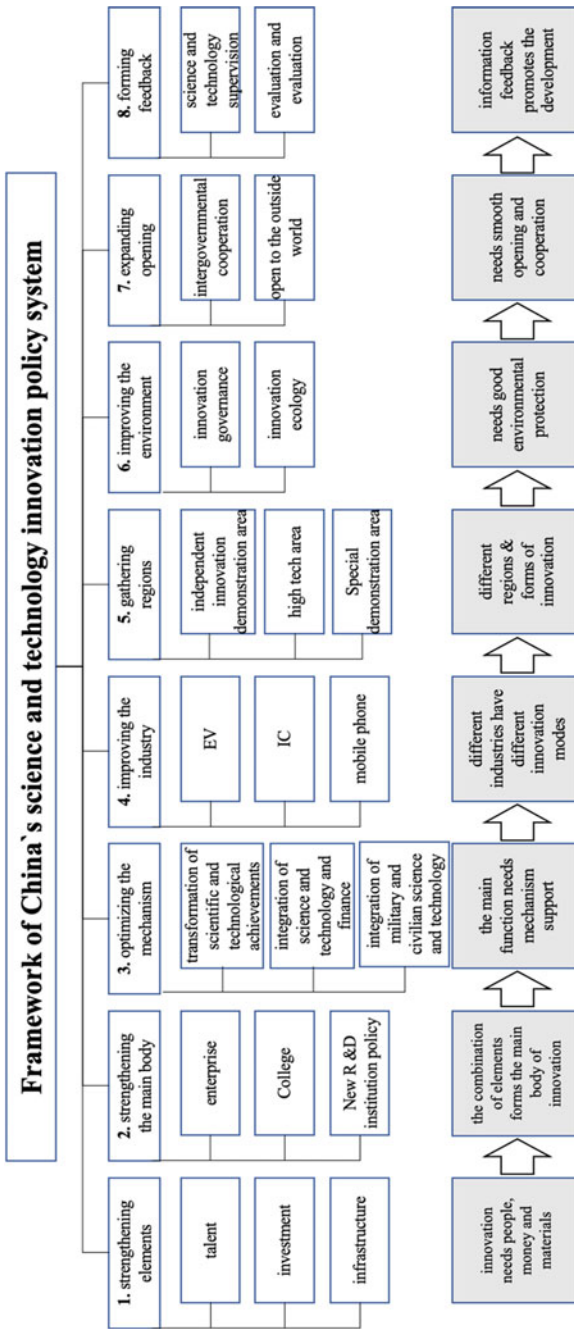 Framework of China`s science and technology innovation policy system
1. strengthening
elements
talent
investment
infrastructure
2. strengthening
the main body
enterprise
College
New R &D
institution policy
3. optimizing the
mechanism
transformation of
scientific and
technological
achievements
integration of
science and
technology and
finance
integration of
military and
civilian science
and technology
4. improving the
industry
EV
IC
mobile phone
5. gathering
regions
independent
innovation
demonstration area
high tech area
Special
demonstration area
6. improving the
environment
innovation
governance
innovation
ecology
7. expanding
opening
intergovernmental
cooperation
open to the outside
world
8. forming
feedback
science and
technology
supervision
evaluation and
evaluation
innovation
needs people,
money and
materials
the combination
of elements
forms the main
body of
innovation
the main
function needs
mechanism
support
different
industries have
different
innovation
modes
different
regions &
forms of
innovation
needs good
environmental
protection
needs smooth
opening and
cooperation
information
feedback
promotes the
development